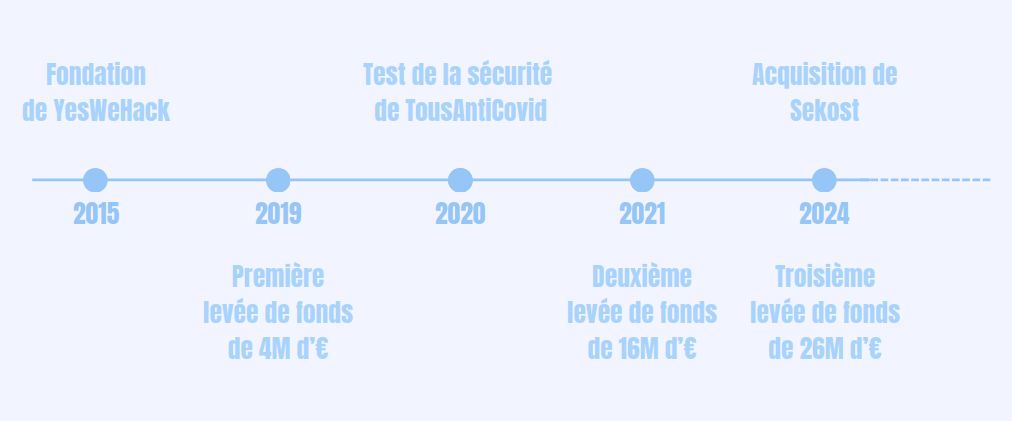 Fondation
de YesWeHack
Test de la sécurité
de TousAntiCovid
Acquisition de
Sekost
2015
2019
2020
2021
2024
Première
levée de fonds
de 4M d’€
Deuxième
levée de fonds
de 16M d’€
Troisième
levée de fonds
de 26M d’€